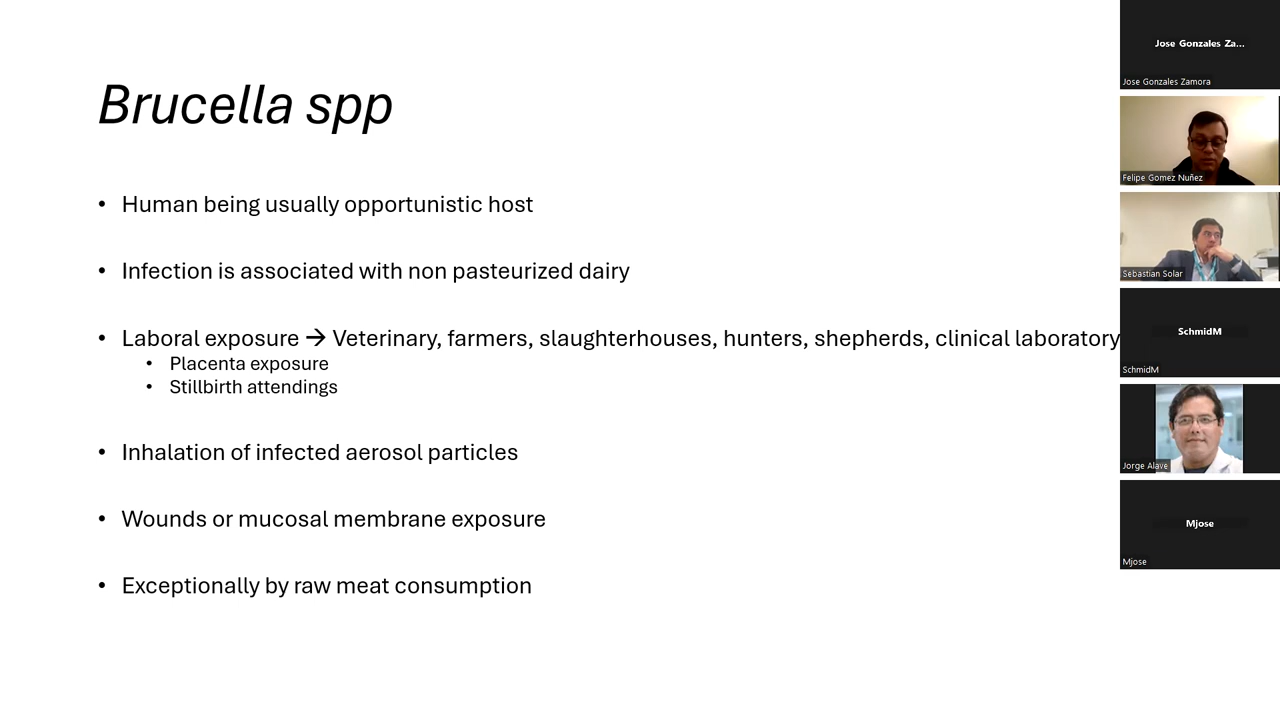 Brucella spp
• Human being usually opportunistic host
• Infection is associated with non pasteurized dairy
• Laboral exposure → Veterinary, farmers, slaughterhouses, hunters, shepherds, clinical laboratory
• Placenta exposure
• Stillbirth attendings
• Inhalation of infected aerosol particles
• Wounds or mucosal membrane exposure
• Exceptionally by raw meat consumption
Jose Gonzales Za...
Jose Gonzales Zamora
Felipe Gomez Nuñez
Sebastian Solar
SchmidM
SchmidM
Jorge Alave
Mjose
Mjose